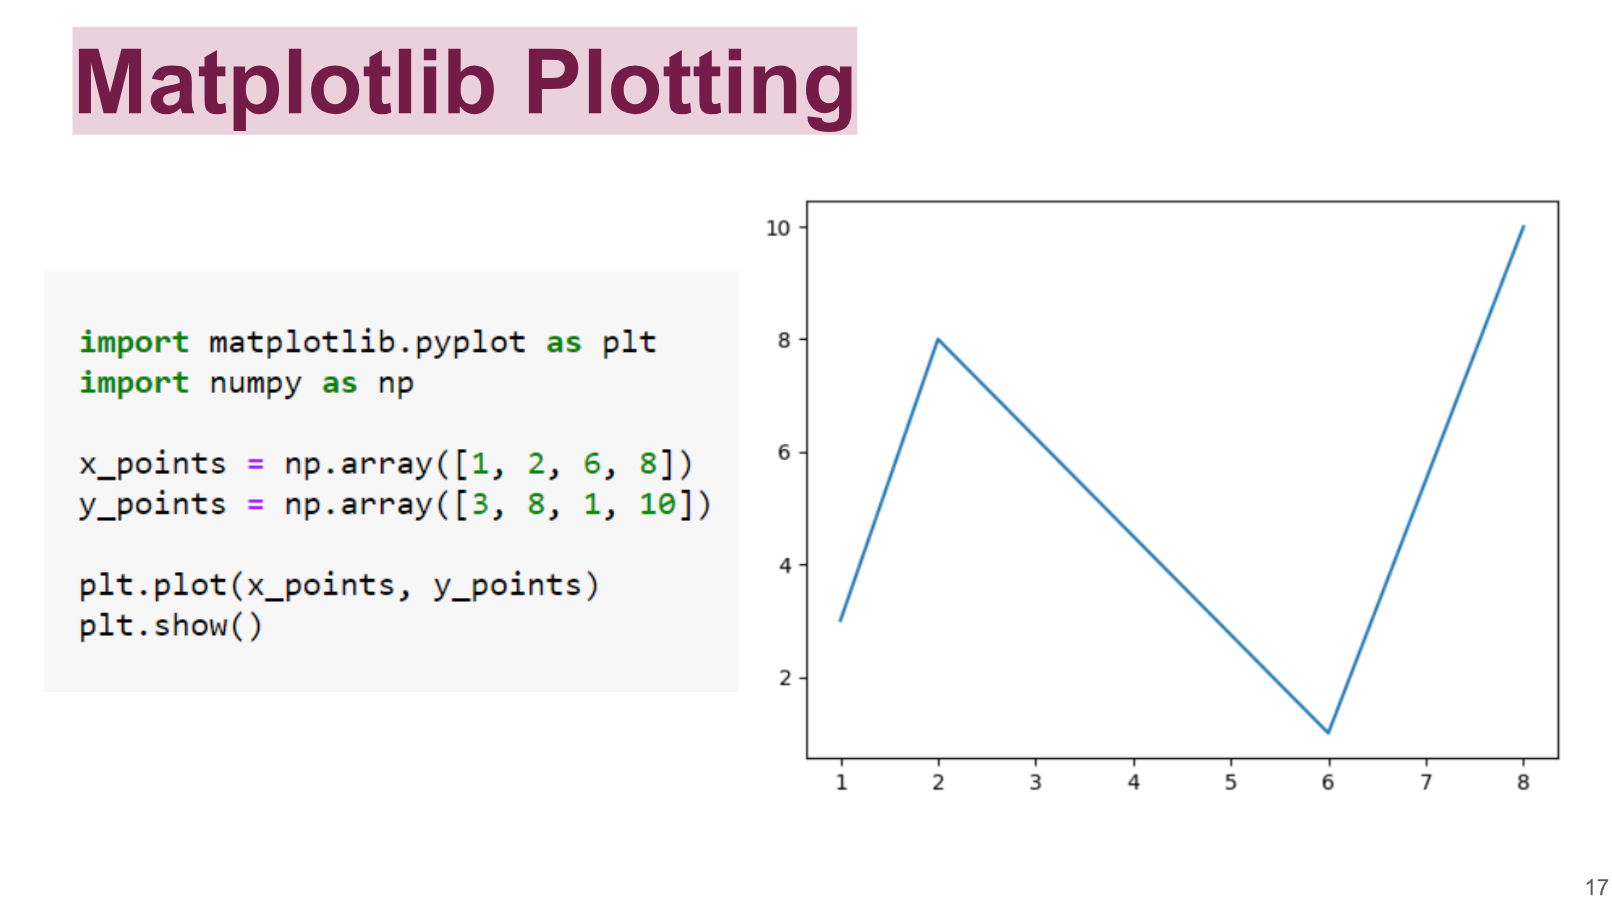 Matplotlib Plotting
import matplotlib.pyplot as plt
import numpy as np
x_points = np.array([1, 2, 6, 8])
y_points = np.array([3, 8, 1, 10])
plt.plot(x_points, y_points)
plt.show()
10
8
6
4
2
1 2 3 4 5 6 7 8
17